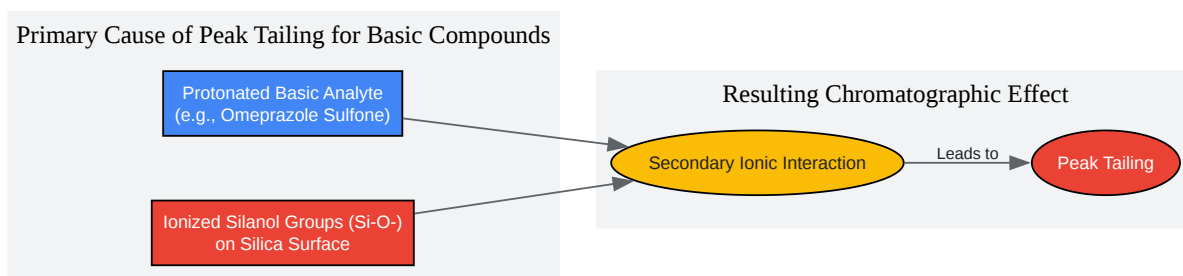 Primary Cause of Peak Tailing for Basic Compounds
Protonated Basic Analyte
(e.g., Omeprazole Sulfone)
Ionized Silanol Groups (Si-O-)
on Silica Surface
Resulting Chromatographic Effect
Secondary Ionic Interaction
Leads to
Peak Tailing